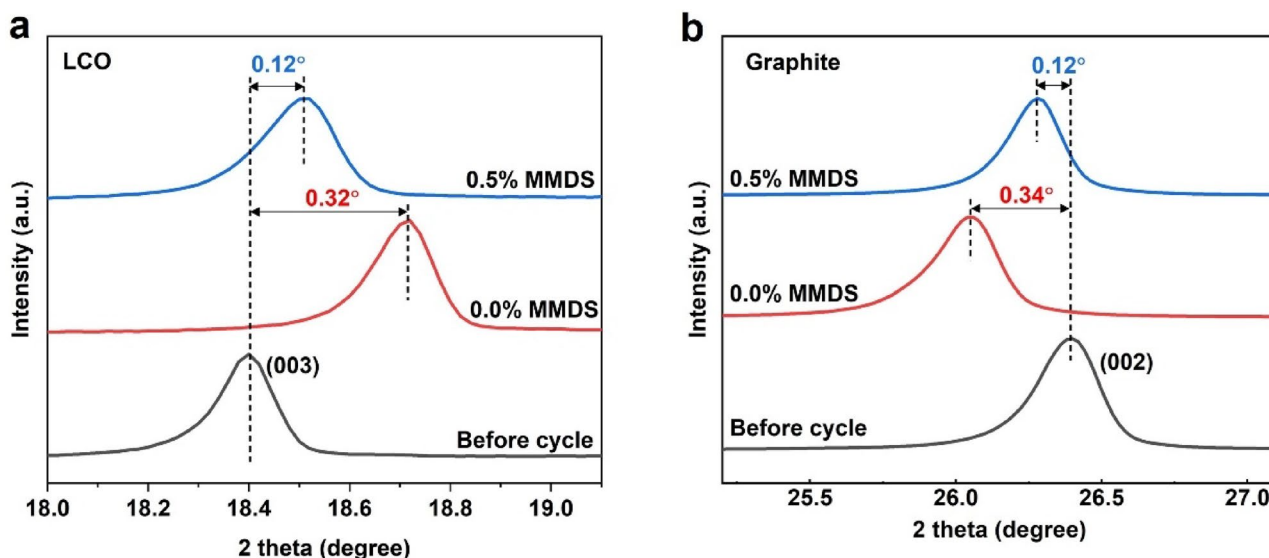 a
LCO
0.12°
0.5% MMDS
0.32°
0.0% MMDS
(003)
Before cycle
Intensity (a.u.)
18.0 18.2 18.4 18.6 18.8 19.0
2 theta (degree)
b
Graphite
0.12°
0.5% MMDS
0.34°
0.0% MMDS
(002)
Before cycle
Intensity (a.u.)
25.5 26.0 26.5 27.0
2 theta (degree)